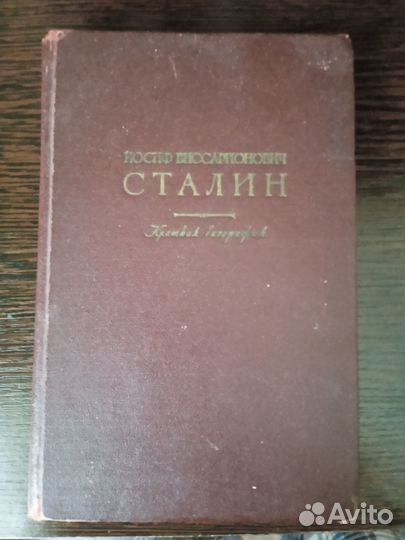 ИОСИФ ВИССАРИОНОВИЧ
СТАЛИН
Краткая биография
Avito